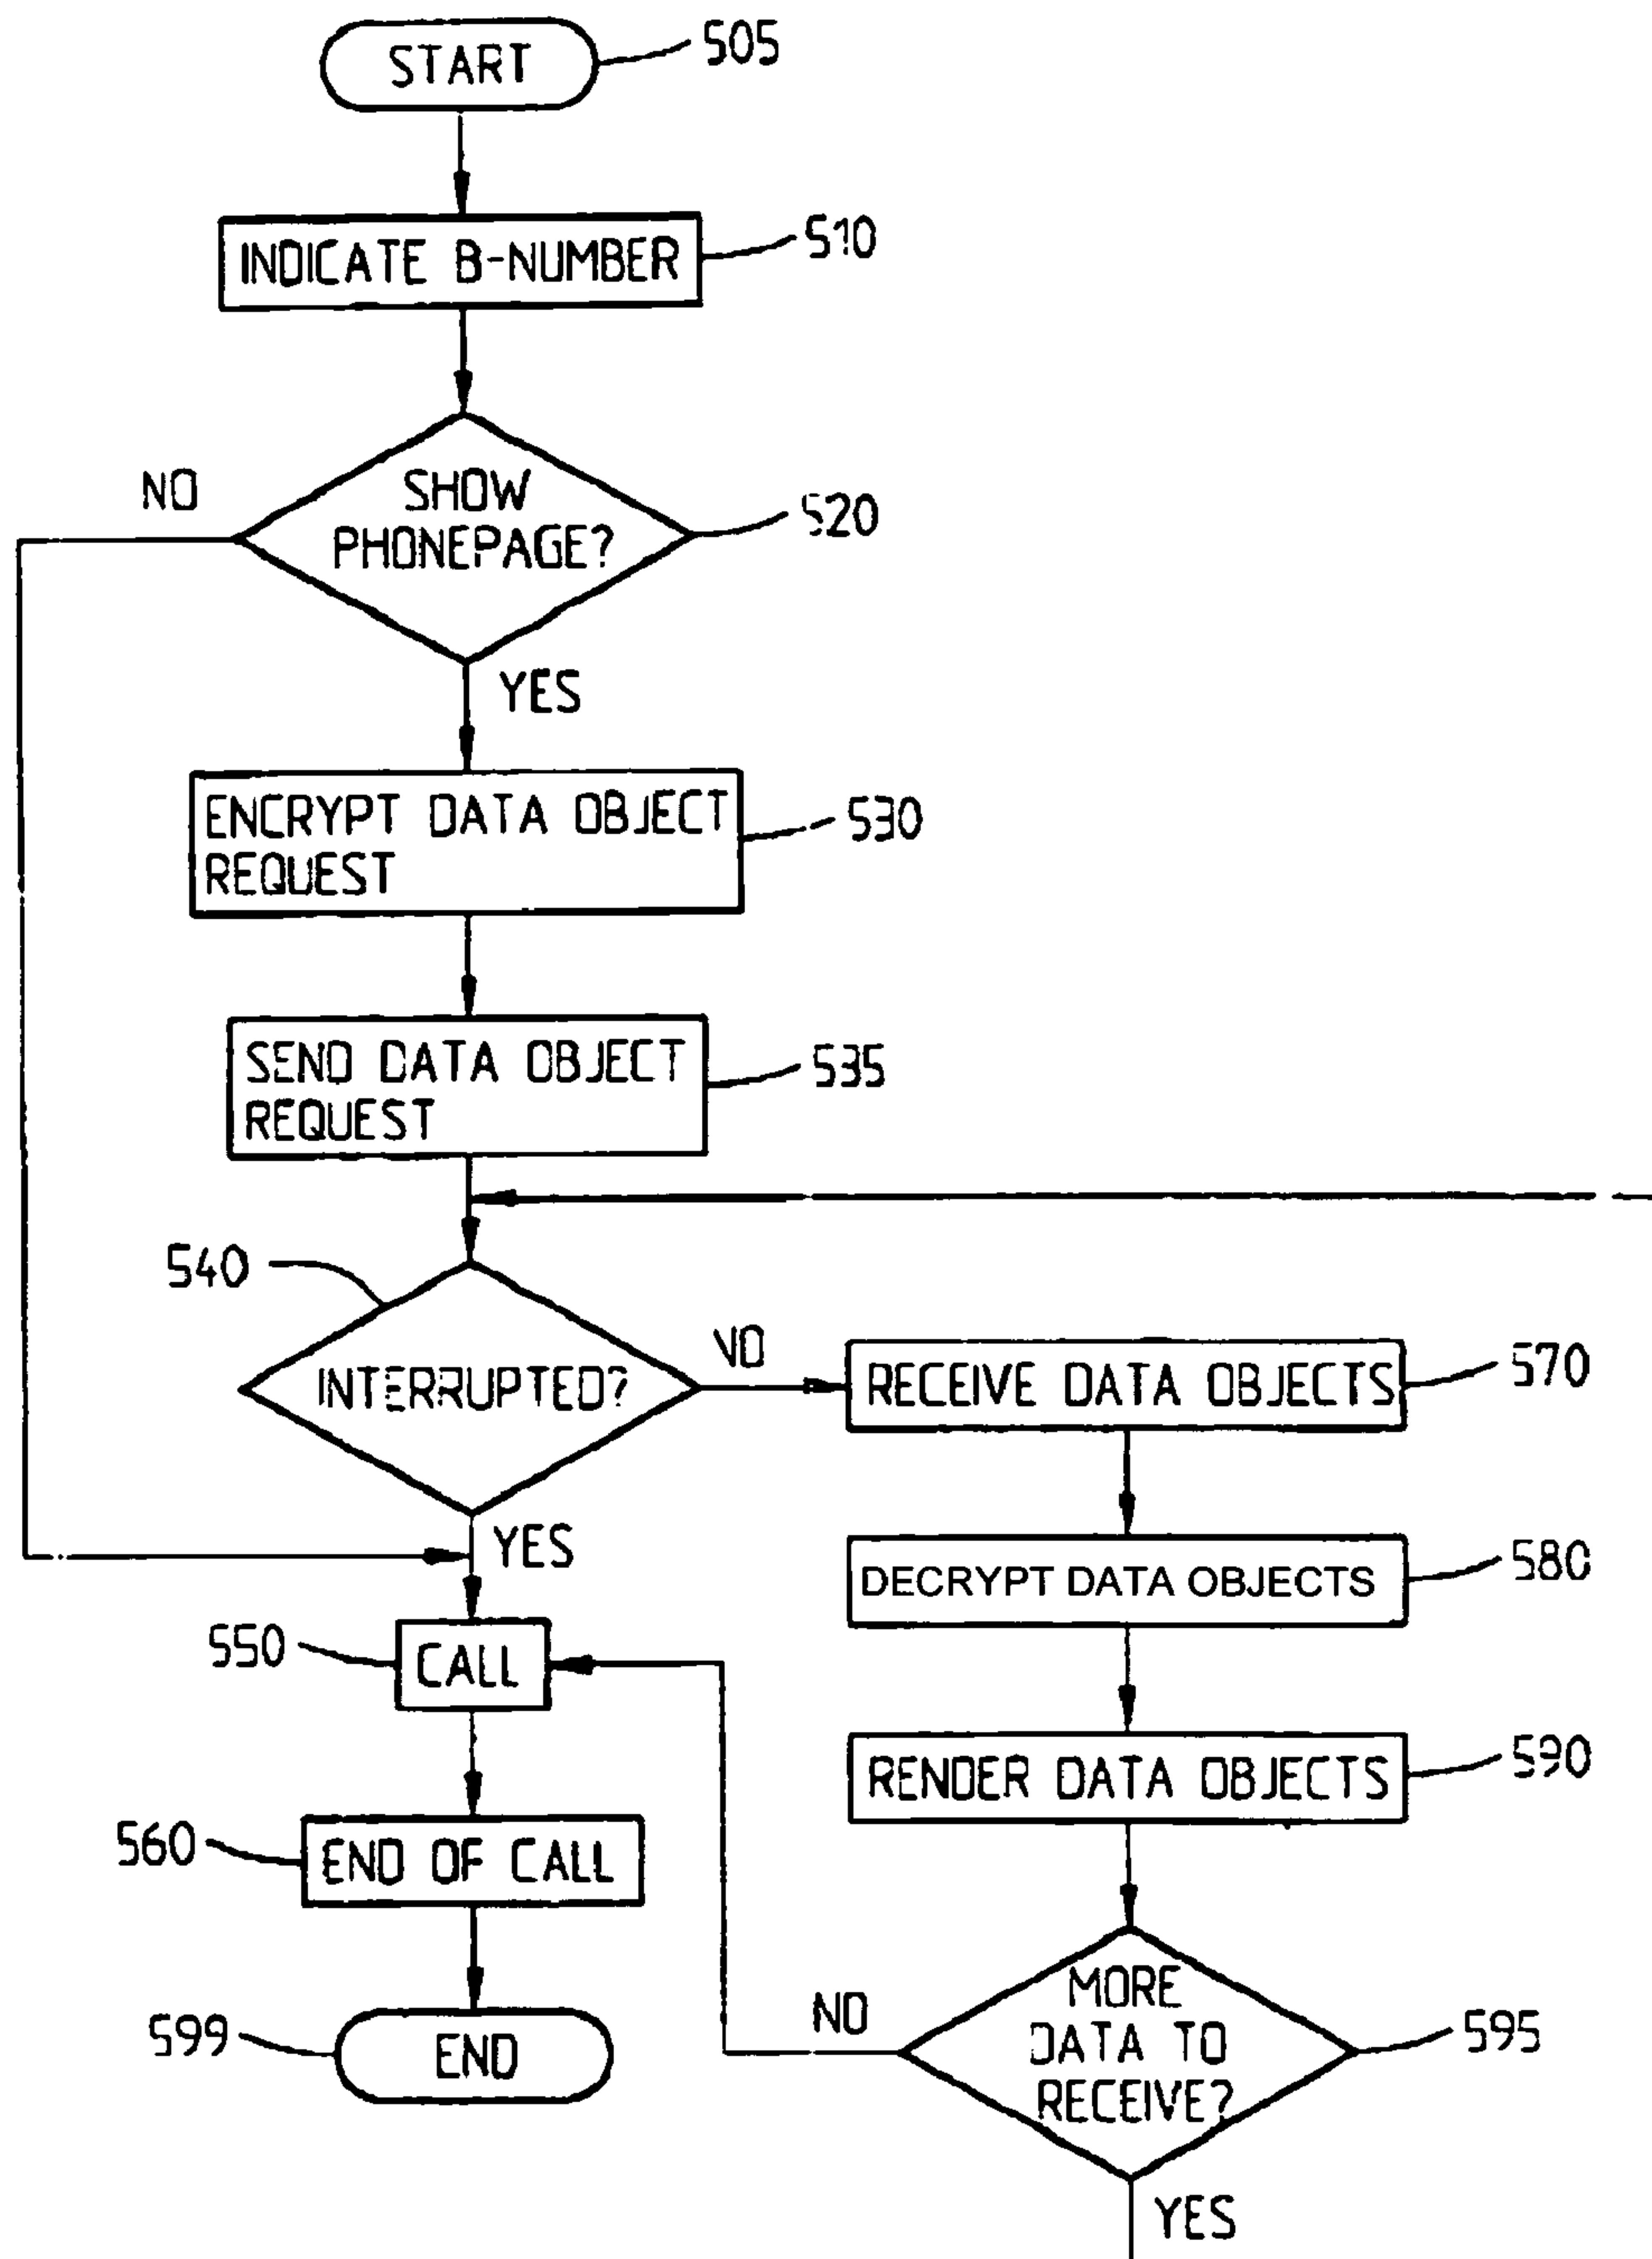 START
505
INDICATE B-NUMBER
510
NO
SHOW
PHONEPAGE?
520
YES
ENCRYPT DATA OBJECT
REQUEST
530
SEND DATA OBJECT
REQUEST
535
540
INTERRUPTED?
NO
RECEIVE DATA OBJECTS
570
YES
DECRYPT DATA OBJECTS
580
550
CALL
RENDER DATA OBJECTS
590
560
END OF CALL
599
END
NO
MORE
DATA TO
RECEIVE?
595
YES